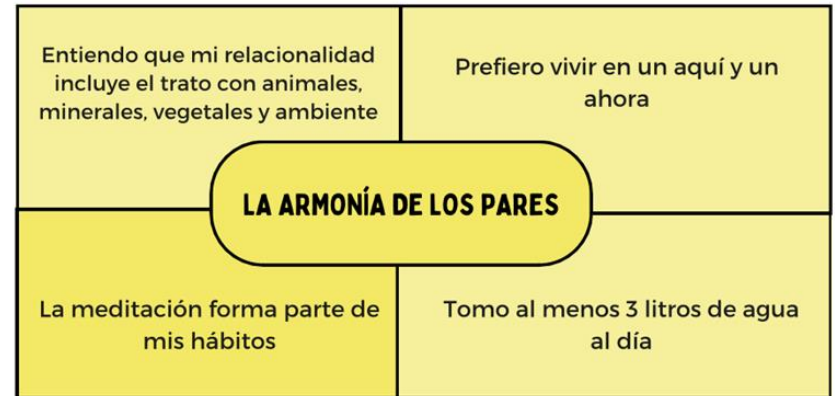 Entiendo que mi relacionalidad
incluye el trato con animales,
minerales, vegetales y ambiente
Prefiero vivir en un aquí y un
ahora
LA ARMONÍA DE LOS PARES
La meditación forma parte de
mis hábitos
Tomo al menos 3 litros de agua
al día